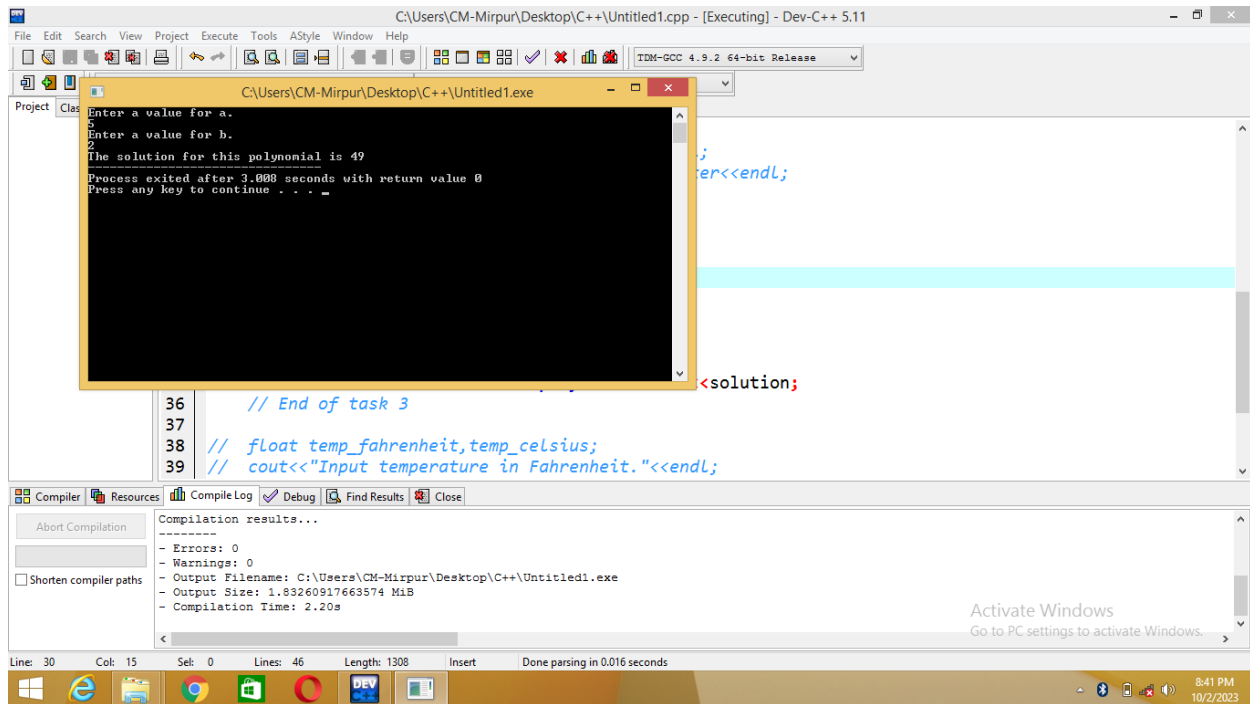 C:\Users\CM-Mirpur\Desktop\C++\Untitled1.cpp - [Executing] - Dev-C++ 5.11
File Edit Search View Project Execute Tools AStyle Window Help
TDM-GCC 4.9.2 64-bit Release
C:\Users\CM-Mirpur\Desktop\C++\Untitled1.exe
Project Clas
Enter a value for a.
5
Enter a value for b.
2
The solution for this polynomial is 49
--------------------------------
Process exited after 3.008 seconds with return value 0
Press any key to continue . . . _
;
er<<endl;
<solution;
36 // End of task 3
37
38 // float temp_fahrenheit,temp_celsius;
39 // cout<<"Input temperature in Fahrenheit."<<endl;
Compiler Resources Compile Log Debug Find Results Close
Abort Compilation
Shorten compiler paths
Compilation results...
--------
- Errors: 0
- Warnings: 0
- Output Filename: C:\Users\CM-Mirpur\Desktop\C++\Untitled1.exe
- Output Size: 1.83260917663574 MiB
- Compilation Time: 2.20s
Activate Windows
Go to PC settings to activate Windows.
Line: 30 Col: 15 Sel: 0 Lines: 46 Length: 1308 Insert Done parsing in 0.016 seconds
DEV
8:41 PM
10/2/2023